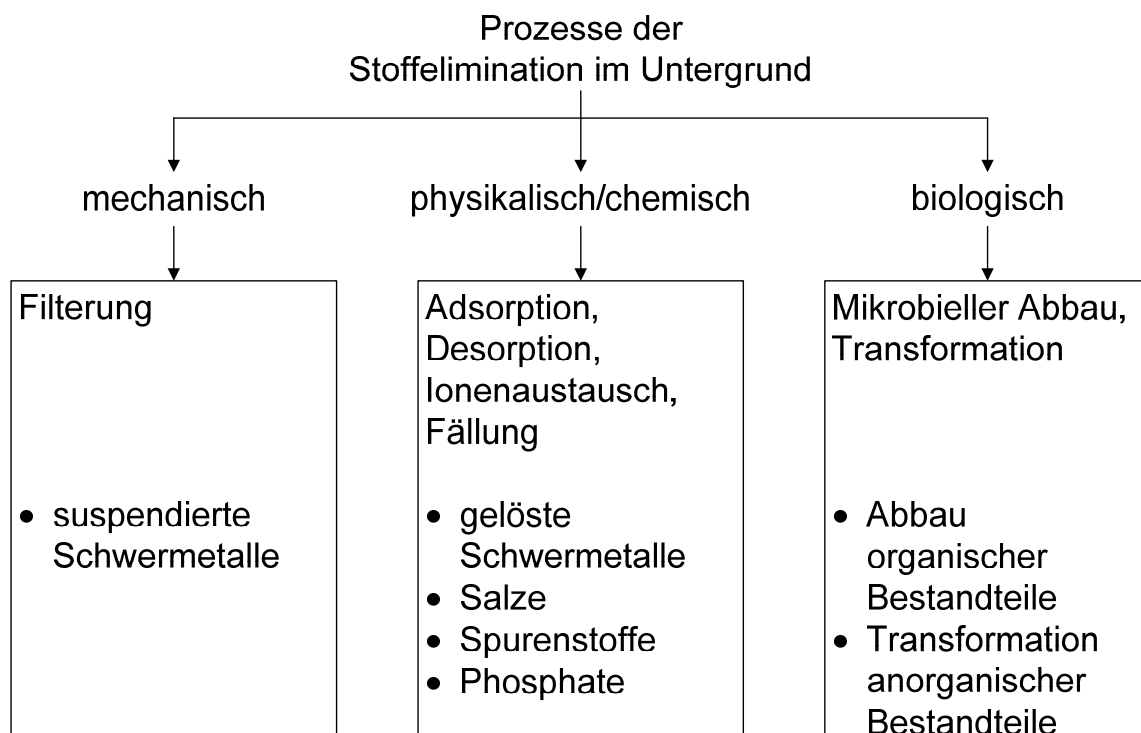 Prozesse der
Stoffelimination im Untergrund
mechanisch
physikalisch/chemisch
biologisch
Filterung
• suspendierte
Schwermetalle
Adsorption,
Desorption,
Ionenaustausch,
Fällung
• gelöste
Schwermetalle
• Salze
• Spurenstoffe
• Phosphate
Mikrobieller Abbau,
Transformation
• Abbau
organischer
Bestandteile
• Transformation
anorganischer
Bestandteile